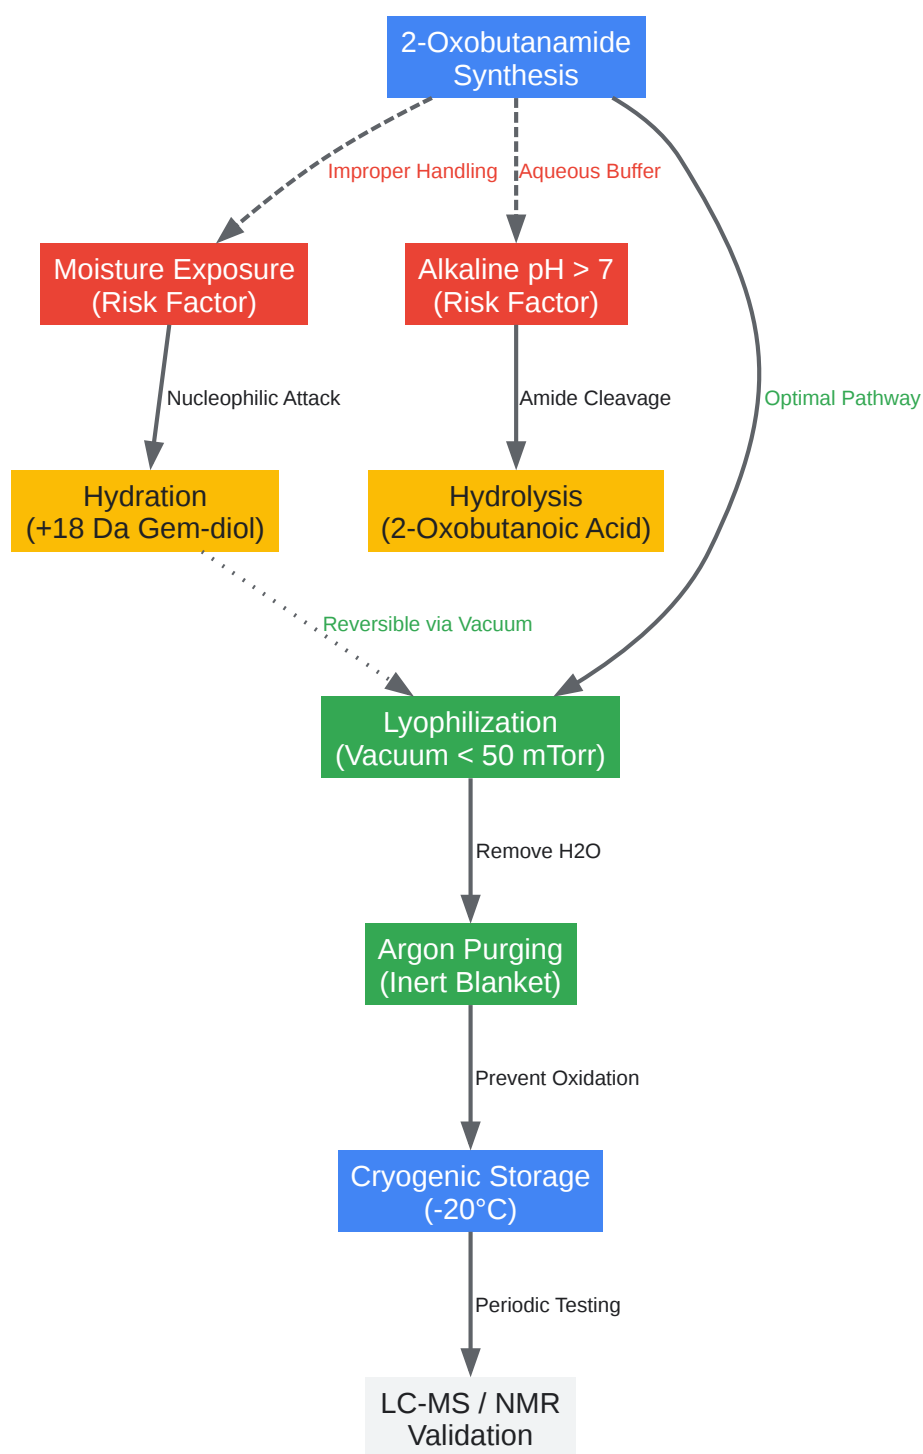 2-Oxobutanamide
Synthesis
Improper Handling
Aqueous Buffer
Moisture Exposure
(Risk Factor)
Alkaline pH > 7
(Risk Factor)
Nucleophilic Attack
Amide Cleavage
Optimal Pathway
Hydration
(+18 Da Gem-diol)
Hydrolysis
(2-Oxobutanoic Acid)
Reversible via Vacuum
Lyophilization
(Vacuum < 50 mTorr)
Remove H2O
Argon Purging
(Inert Blanket)
Prevent Oxidation
Cryogenic Storage
(-20°C)
Periodic Testing
LC-MS / NMR
Validation